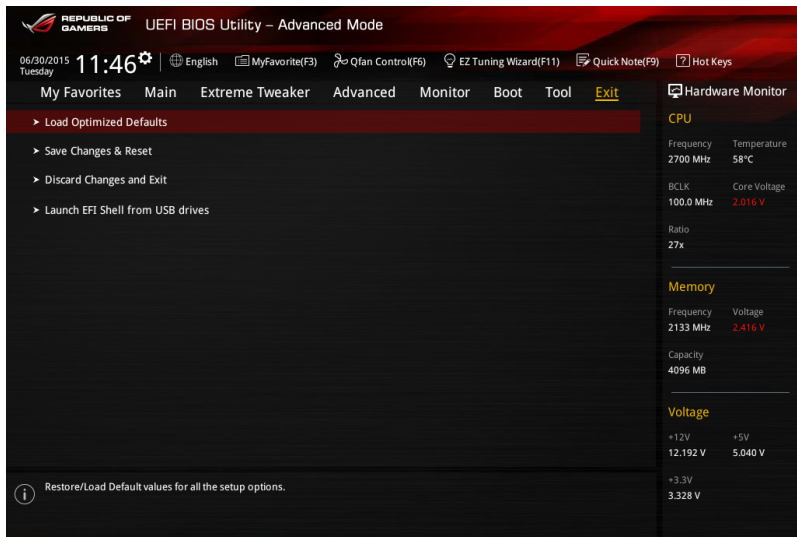 REPUBLIC OF
GAMERS
UEFI BIOS Utility – Advanced Mode
06/30/2015
Tuesday
11:46
English
MyFavorite(F3)
Qfan Control(F6)
EZ Tuning Wizard(F11)
Quick Note(F9)
? Hot Keys
My Favorites Main Extreme Tweaker Advanced Monitor Boot Tool Exit
> Load Optimized Defaults
> Save Changes & Reset
> Discard Changes and Exit
> Launch EFI Shell from USB drives
i Restore/Load Default values for all the setup options.
Hardware Monitor
CPU
Frequency Temperature
2700 MHz 58°C
BCLK Core Voltage
100.0 MHz 2.016 V
Ratio
27x
Memory
Frequency Voltage
2133 MHz 2.416 V
Capacity
4096 MB
Voltage
+12V +5V
12.192 V 5.040 V
+3.3V
3.328 V